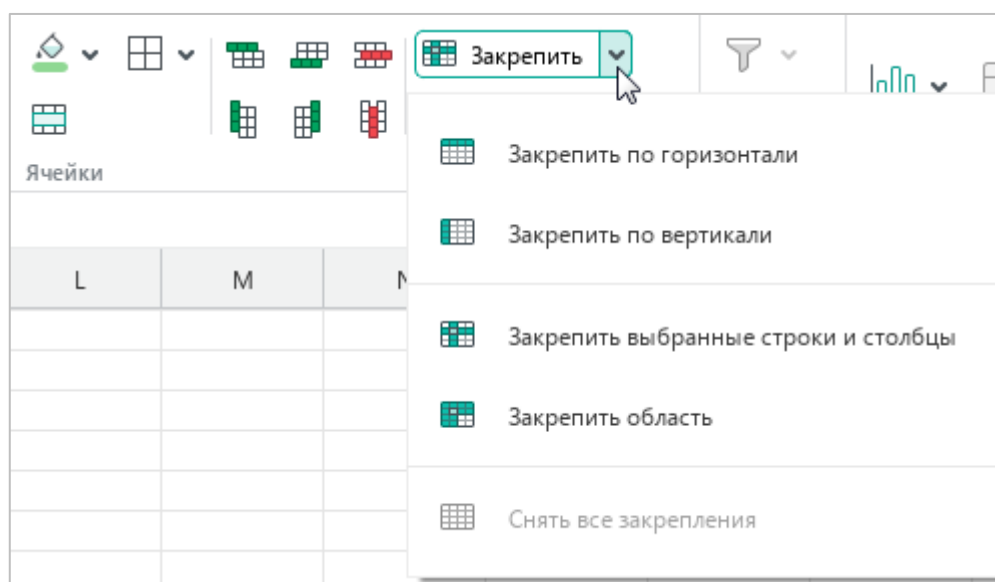 Закрепить
Закрепить по горизонтали
Ячейки
Закрепить по вертикали
L M
Закрепить выбранные строки и столбцы
Закрепить область
Снять все закрепления